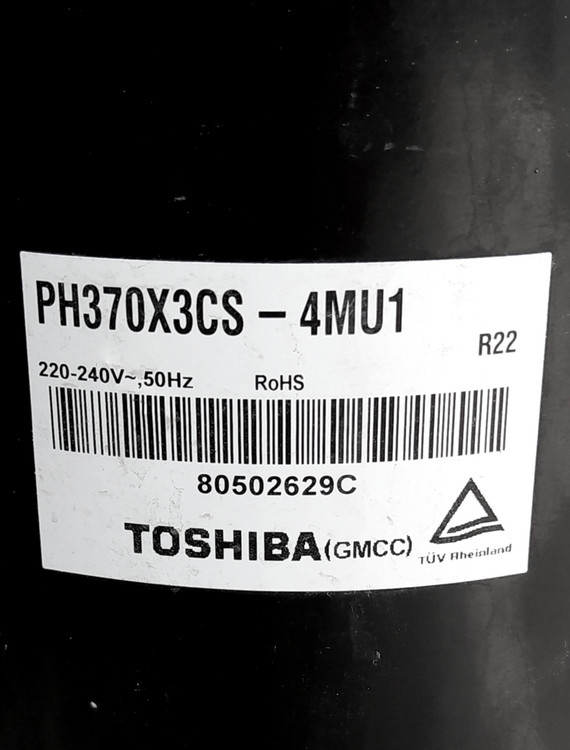 PH370X3CS – 4MU1
R22
220-240V~,50Hz RoHS
80502629C
TOSHIBA(GMCC)
TÜV Rheinland